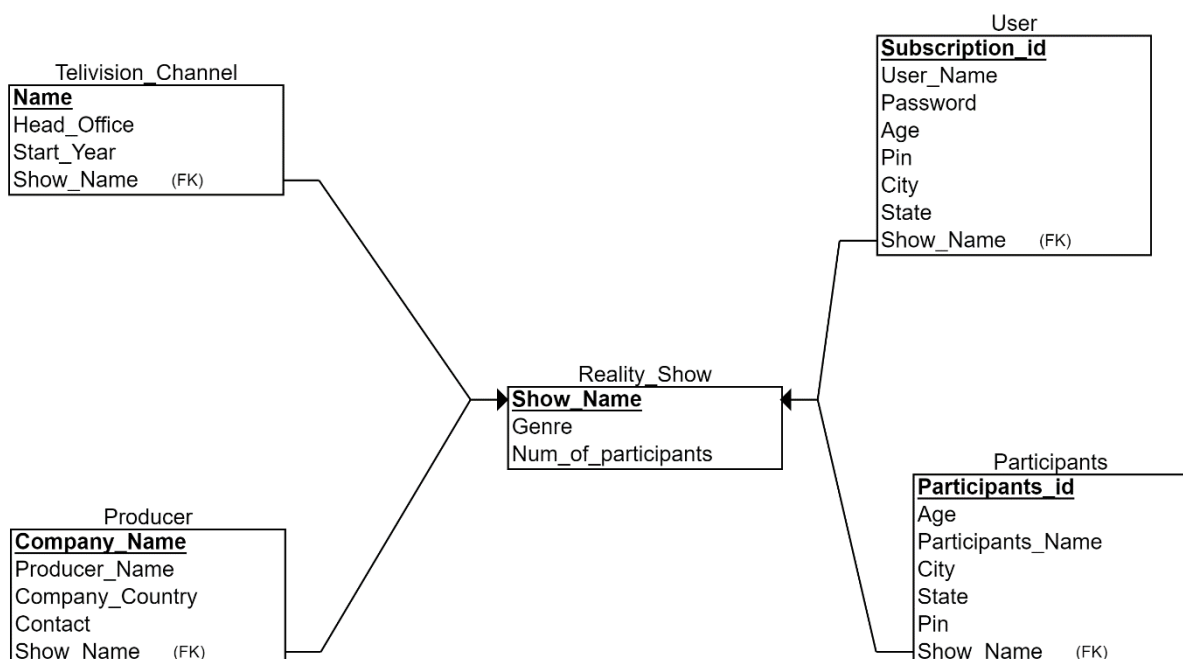 Telivision_Channel
Name
Head_Office
Start_Year
Show_Name (FK)
User
Subscription_id
User_Name
Password
Age
Pin
City
State
Show_Name (FK)
Reality_Show
Show_Name
Genre
Num_of_participants
Producer
Company_Name
Producer_Name
Company_Country
Contact
Show_Name (FK)
Participants
Participants_id
Age
Participants_Name
City
State
Pin
Show_Name (FK)